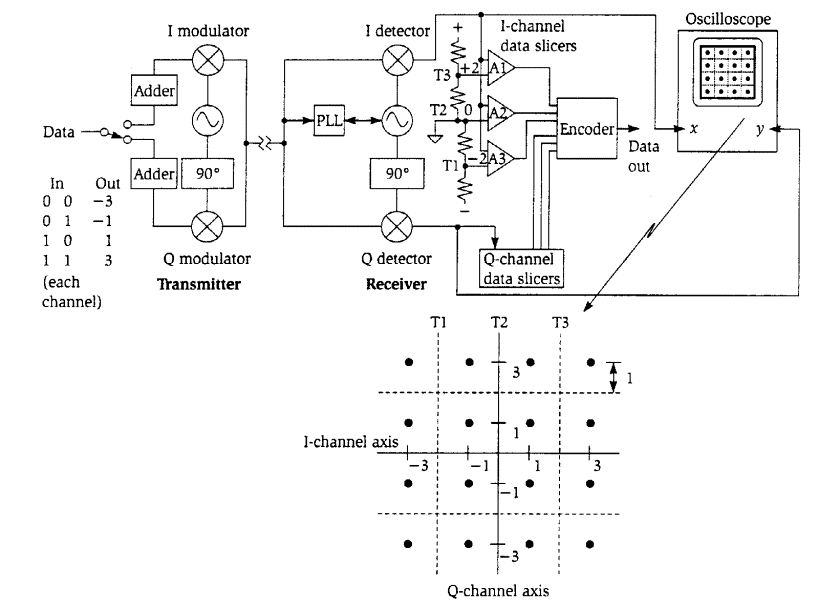 I modulator
I detector
I-channel
data slicers
Oscilloscope
+
T3
+2
A1
Adder
T2
0
A2
PLL
Encoder
x
y
Data
Data
out
T1
−2
A3
Adder
90°
90°
−
In Out
0 0 −3
0 1 −1
1 0 1
1 1 3
(each
channel)
Q modulator
Q detector
Q-channel
data slicers
Transmitter
Receiver
T1 T2 T3
3
1
1
I-channel axis
−3 −1 1 3
−1
−3
Q-channel axis